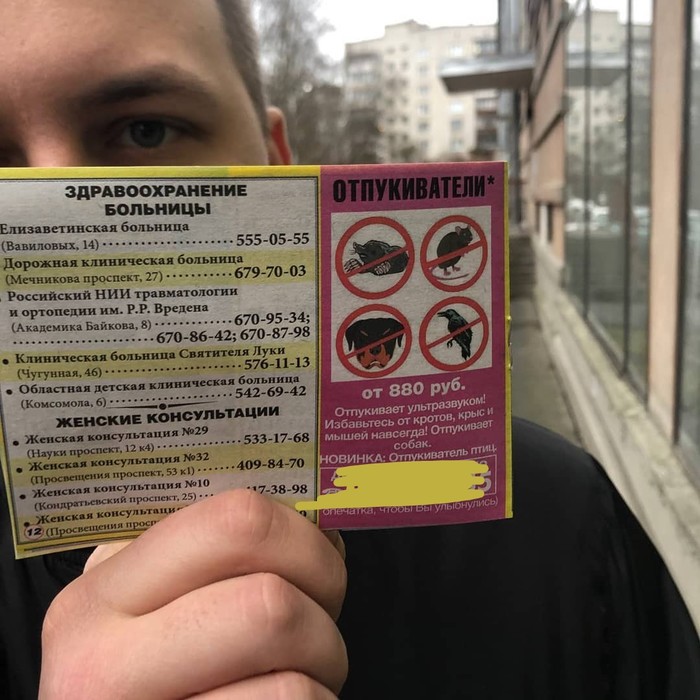 ЗДРАВООХРАНЕНИЕ
БОЛЬНИЦЫ
Елизаветинская больница
(Вавиловых, 14) 555-05-55
Дорожная клиническая больница
(Мечникова проспект, 27) 679-70-03
Российский НИИ травматологии
и ортопедии им. Р.Р. Вредена
(Академика Байкова, 8) 670-95-34;
670-86-42; 670-87-98
• Клиническая больница Святителя Луки
(Чугунная, 46) 576-11-13
• Областная детская клиническая больница
(Комсомола, 6) 542-69-42
ЖЕНСКИЕ КОНСУЛЬТАЦИИ
• Женская консультация №29
(Науки проспект, 12 к4) 533-17-68
• Женская консультация №32
(Просвещения проспект, 53 к1) 409-84-70
• Женская консультация №10
(Кондратьевский проспект, 25) 17-38-98
• Женская
(Просвещения
12
ОТПУКИВАТЕЛИ*
от 880 руб.
Отпукивает ультразвуком!
Избавьтесь от кротов, крыс и
мышей навсегда! Отпукивает
собак.
НОВИНКА: Отпукиватель птиц.
опечатка, чтобы Вы улыбнулись)